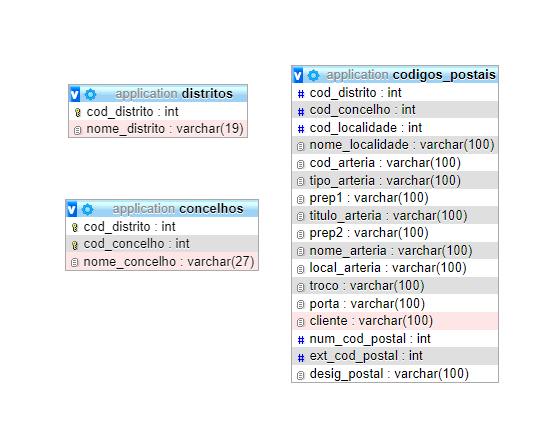 application distritos
cod_distrito : int
nome_distrito : varchar(19)
application concelhos
cod_distrito : int
cod_concelho : int
nome_concelho : varchar(27)
application codigos_postais
cod_distrito : int
cod_concelho : int
cod_localidade : int
nome_localidade : varchar(100)
cod_arteria : varchar(100)
tipo_arteria : varchar(100)
prep1 : varchar(100)
titulo_arteria : varchar(100)
prep2 : varchar(100)
nome_arteria : varchar(100)
local_arteria : varchar(100)
troco : varchar(100)
porta : varchar(100)
cliente : varchar(100)
num_cod_postal : int
ext_cod_postal : int
desig_postal : varchar(100)